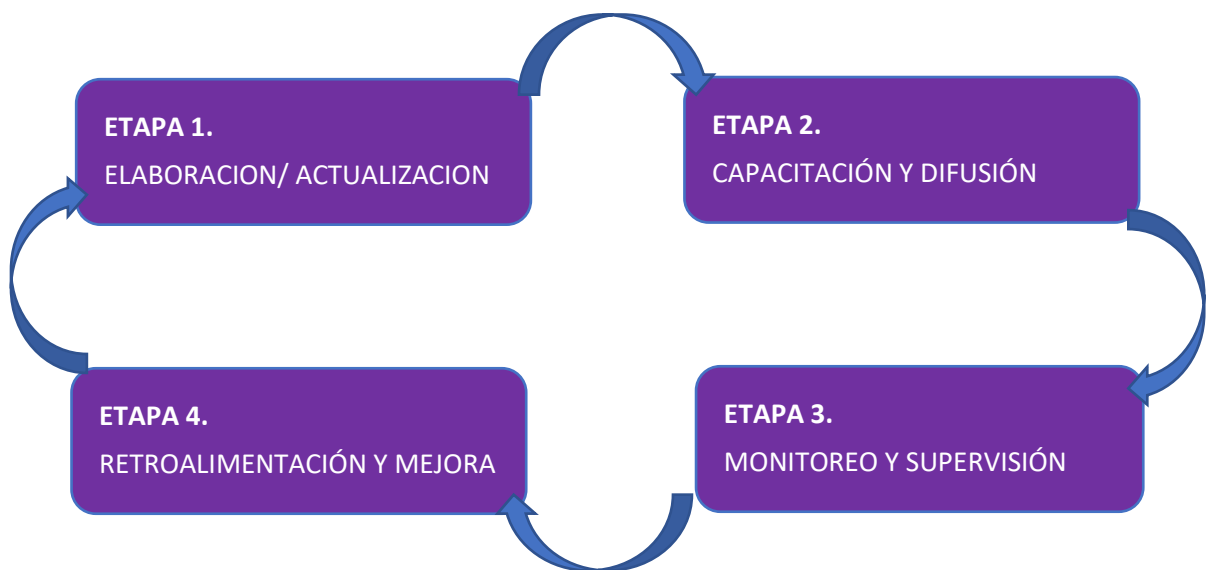 ETAPA 1.
ELABORACION/ ACTUALIZACION
ETAPA 2.
CAPACITACIÓN Y DIFUSIÓN
ETAPA 3.
MONITOREO Y SUPERVISIÓN
ETAPA 4.
RETROALIMENTACIÓN Y MEJORA